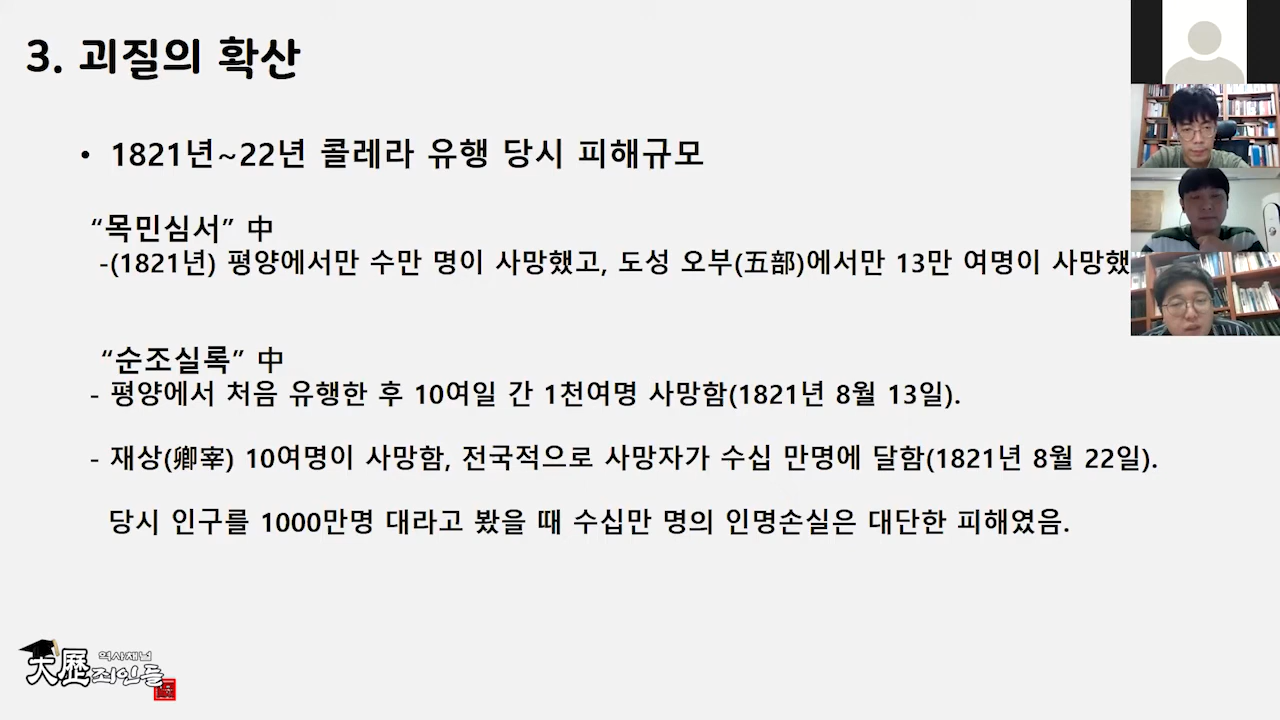 3. 괴질의 확산
• 1821년~22년 콜레라 유행 당시 피해규모
“목민심서” 中
-(1821년) 평양에서만 수만 명이 사망했고, 도성 오부(五部)에서만 13만 여명이 사망했
“순조실록” 中
- 평양에서 처음 유행한 후 10여일 간 1천여명 사망함(1821년 8월 13일).
- 재상(卿宰) 10여명이 사망함, 전국적으로 사망자가 수십 만명에 달함(1821년 8월 22일).
당시 인구를 1000만명 대라고 봤을 때 수십만 명의 인명손실은 대단한 피해였음.
역사채널
大歷죄인들